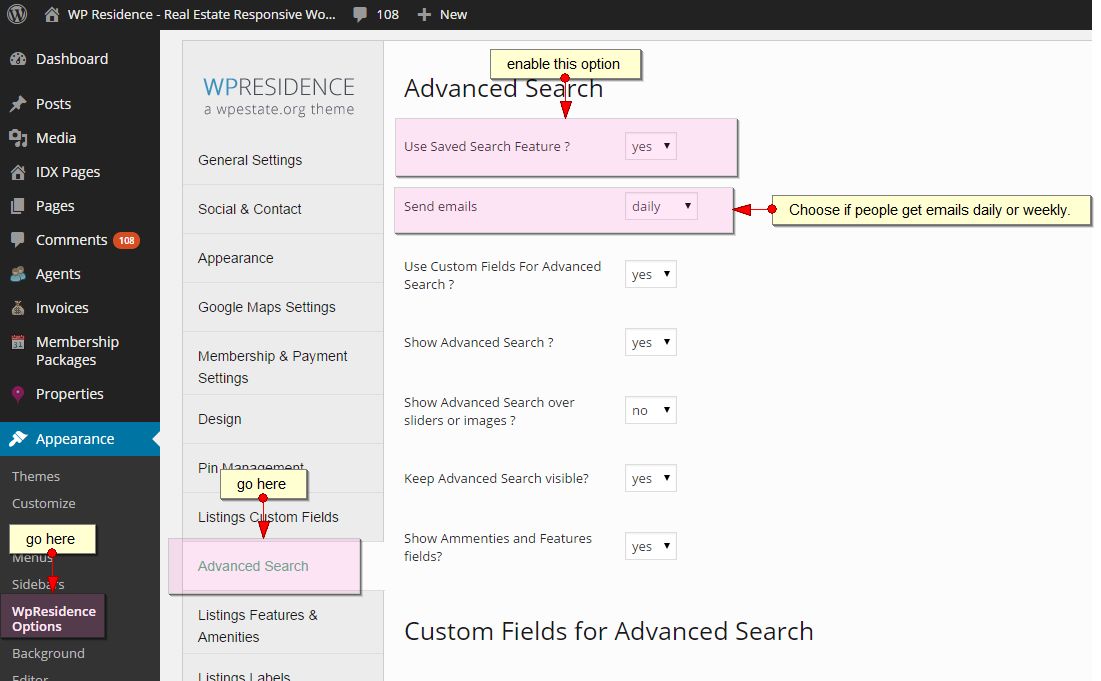 WP Residence - Real Estate Responsive Wo...
108
New
Dashboard
Posts
Media
IDX Pages
Pages
Comments 108
Agents
Invoices
Membership
Packages
Properties
Appearance
Themes
Customize
go here
Menus
Sidebars
WpResidence
Options
Background
Editor
WPRESIDENCE
a wpestate.org theme
General Settings
Social & Contact
Appearance
Google Maps Settings
Membership & Payment
Settings
Design
Pin Management
go here
Listings Custom Fields
Advanced Search
Listings Features &
Amenities
Listings Labels
enable this option
Advanced Search
Use Saved Search Feature ? yes
Send emails daily
Choose if people get emails daily or weekly.
Use Custom Fields For Advanced
Search ?
yes
Show Advanced Search ? yes
Show Advanced Search over
sliders or images ?
no
Keep Advanced Search visible? yes
Show Ammenties and Features
fields?
yes
Custom Fields for Advanced Search